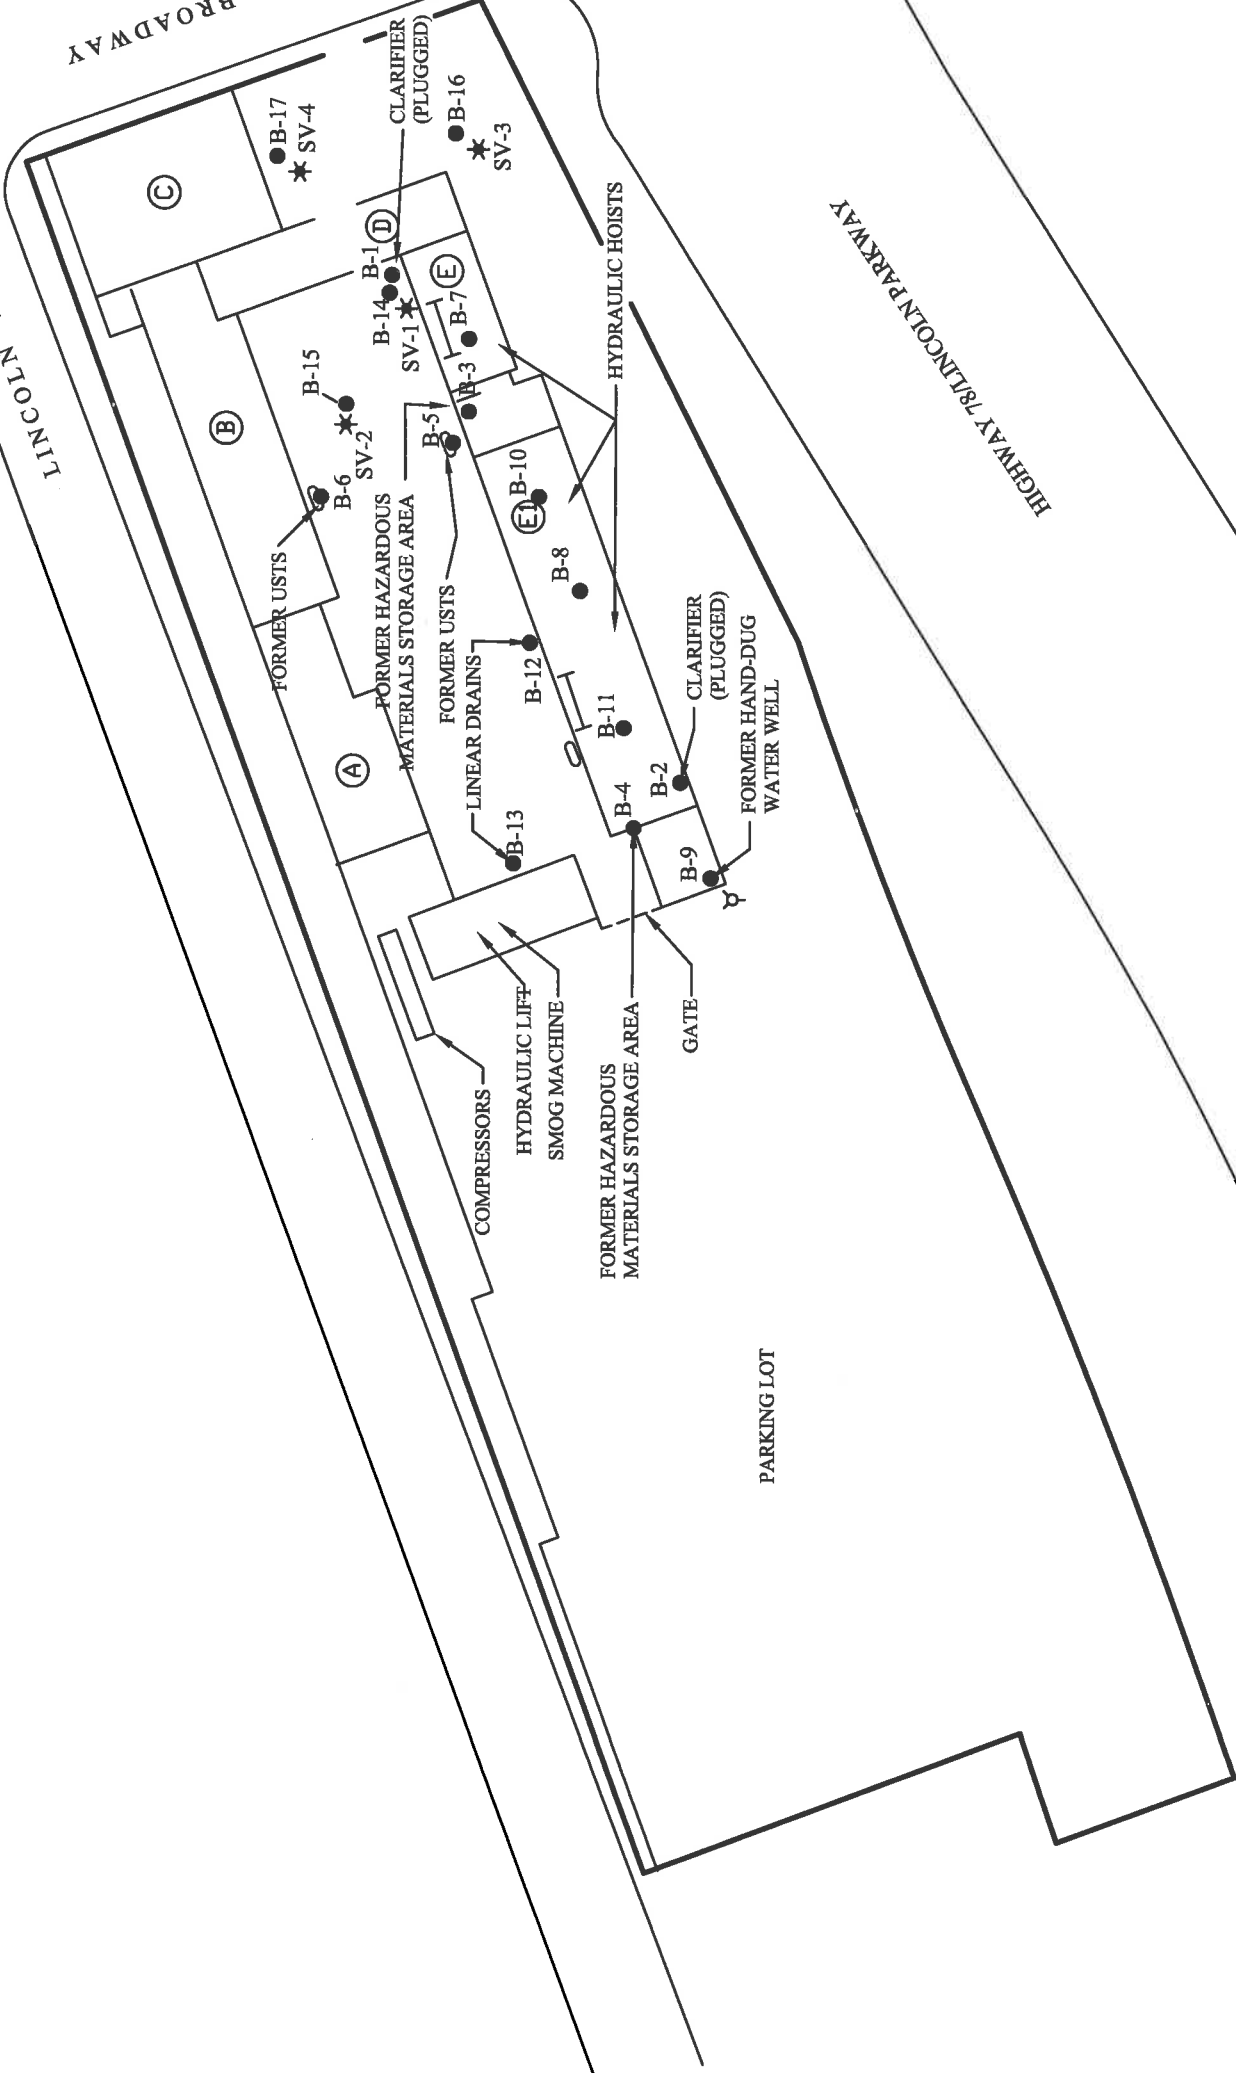 BROADWAY
LINCOLN
HIGHWAY 78/LINCOLN PARKWAY
C
B-17
SV-4
CLARIFIER
(PLUGGED)
B-16
SV-3
D
B-1
B-14
SV-1
E
B-7
HYDRAULIC HOISTS
B
B-15
SV-2
B-6
FORMER USTS
B-3
B-5
FORMER HAZARDOUS
MATERIALS STORAGE AREA
FORMER USTS
B-10
E1
B-8
LINEAR DRAINS
B-12
B-11
A
B-13
B-4
B-2
CLARIFIER
(PLUGGED)
FORMER HAND-DUG
WATER WELL
B-9
COMPRESSORS
HYDRAULIC LIFT
SMOG MACHINE
FORMER HAZARDOUS
MATERIALS STORAGE AREA
GATE
PARKING LOT